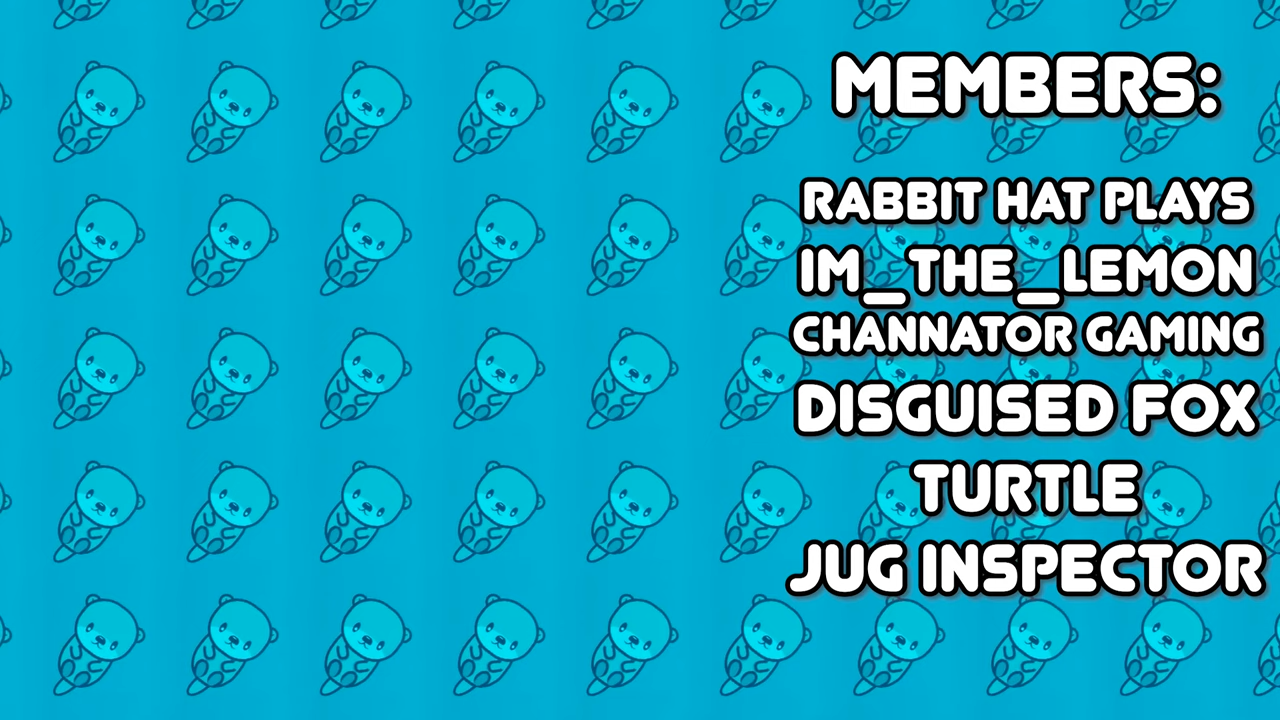 MEMBERS:
RABBIT HAT PLAYS
IM_THE_LEMON
CHANNATOR GAMING
DISGUISED FOX
TURTLE
JUG INSPECTOR